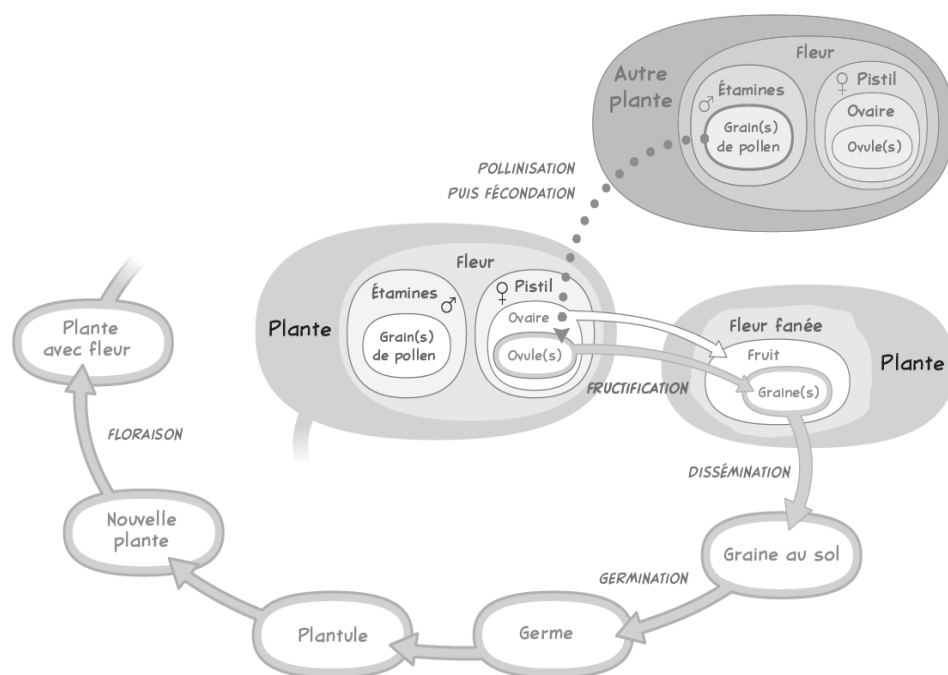 Fleur
Autre
plante
♂ Étamines
Grain(s)
de pollen
♀ Pistil
Ovaire
Ovule(s)
POLLINISATION
PUIS FÉCONDATION
Fleur
Plante
Étamines ♂
Grain(s)
de pollen
♀ Pistil
Ovaire
Ovule(s)
FRUCTIFICATION
Fleur fanée
Fruit
Graine(s)
Plante
DISSÉMINATION
Graine au sol
GERMINATION
Germe
Plantule
Nouvelle
plante
FLORAISON
Plante
avec fleur